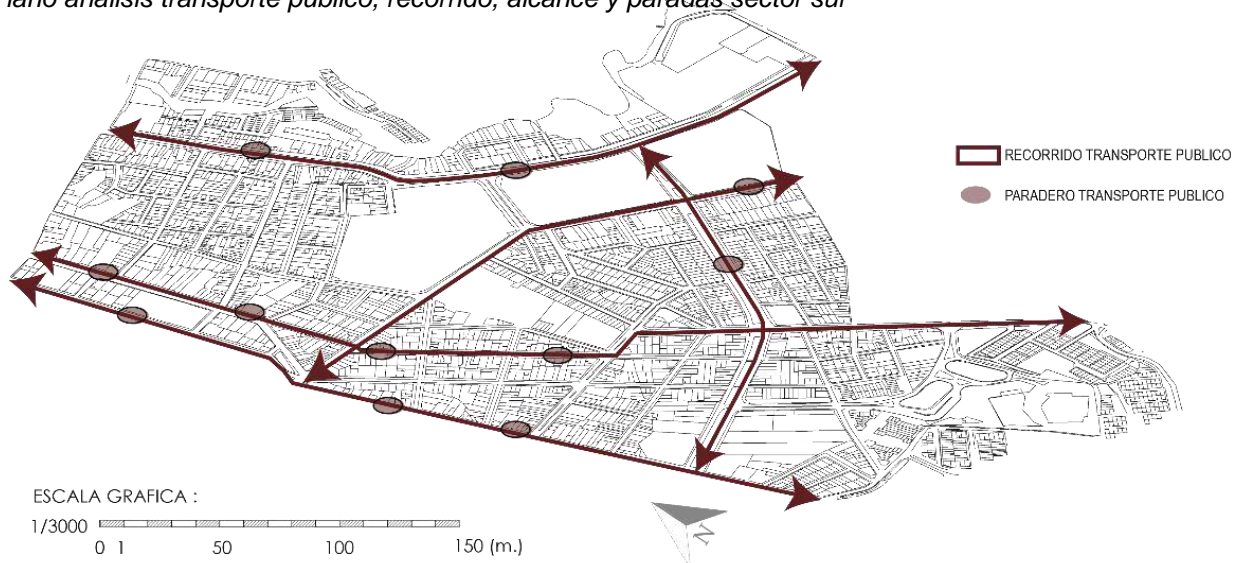 lano análisis transporte público, recorrido, alcance y paradas sector sur
RECORRIDO TRANSPORTE PUBLICO
PARADERO TRANSPORTE PUBLICO
ESCALA GRAFICA :
1/3000
0 1 50 100 150 (m.)
N